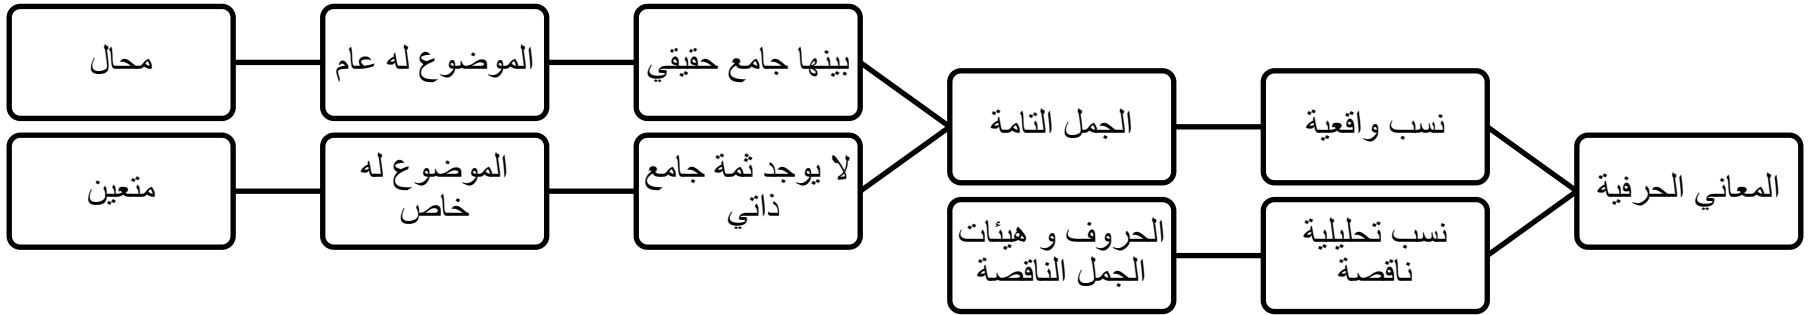 المعاني الحرفية
نسب واقعية
الجمل التامة
بينها جامع حقيقي
الموضوع له عام
محال
لا يوجد ثمة جامع
ذاتي
الموضوع له
خاص
متعين
نسب تحليلية
ناقصة
الحروف و هيئات
الجمل الناقصة